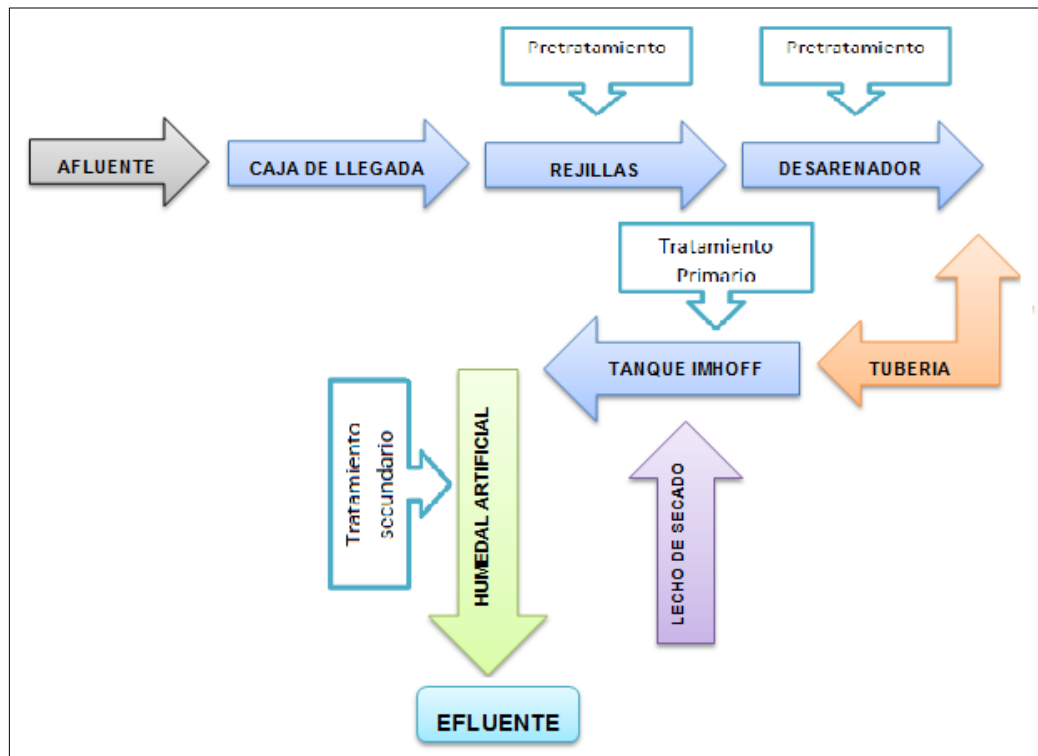 Pretratamiento
Pretratamiento
AFLUENTE
CAJA DE LLEGADA
REJILLAS
DESARENADOR
Tratamiento
Primario
TANQUE IMHOFF
TUBERIA
Tratamiento
secundario
HUMEDAL ARTIFICIAL
LECHO DE SECADO
EFLUENTE